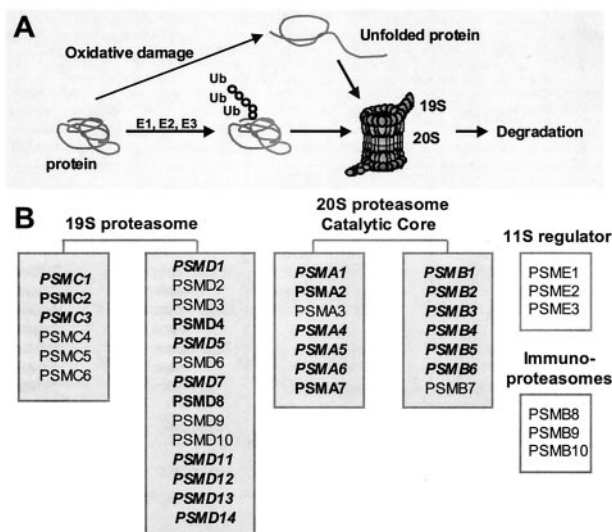 A
Oxidative damage
Unfolded protein
Ub
Ub
Ub
E1, E2, E3
protein
19S
20S
Degradation
B
19S proteasome
PSMC1
PSMC2
PSMC3
PSMC4
PSMC5
PSMC6
PSMD1
PSMD2
PSMD3
PSMD4
PSMD5
PSMD6
PSMD7
PSMD8
PSMD9
PSMD10
PSMD11
PSMD12
PSMD13
PSMD14
20S proteasome
Catalytic Core
PSMA1
PSMA2
PSMA3
PSMA4
PSMA5
PSMA6
PSMA7
PSMB1
PSMB2
PSMB3
PSMB4
PSMB5
PSMB6
PSMB7
11S regulator
PSME1
PSME2
PSME3
Immuno-
proteasomes
PSMB8
PSMB9
PSMB10